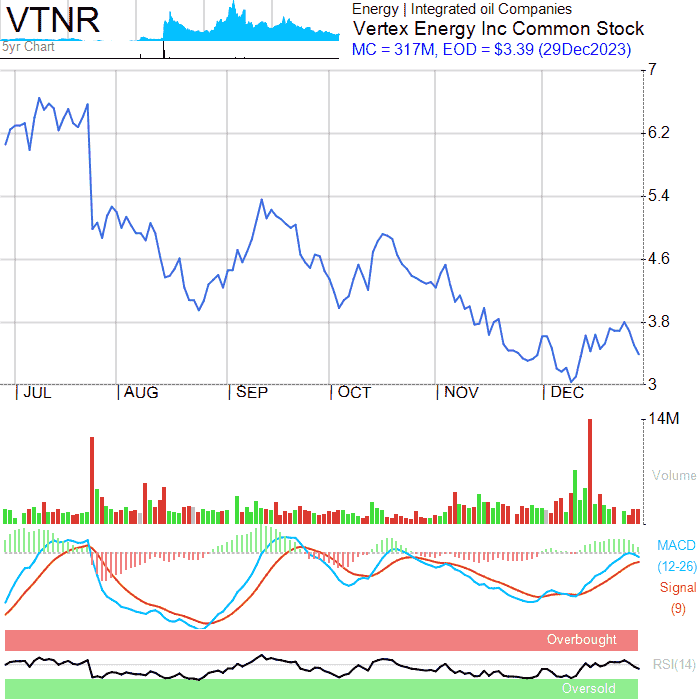 VTNR
5yr Chart
Energy | Integrated oil Companies
Vertex Energy Inc Common Stock
MC = 317M, EOD = $3.39 (29Dec2023)
7
6.2
5.4
4.6
3.8
3
JUL AUG SEP OCT NOV DEC
14M
Volume
MACD
(12-26)
Signal
(9)
Overbought
RSI(14)
Oversold